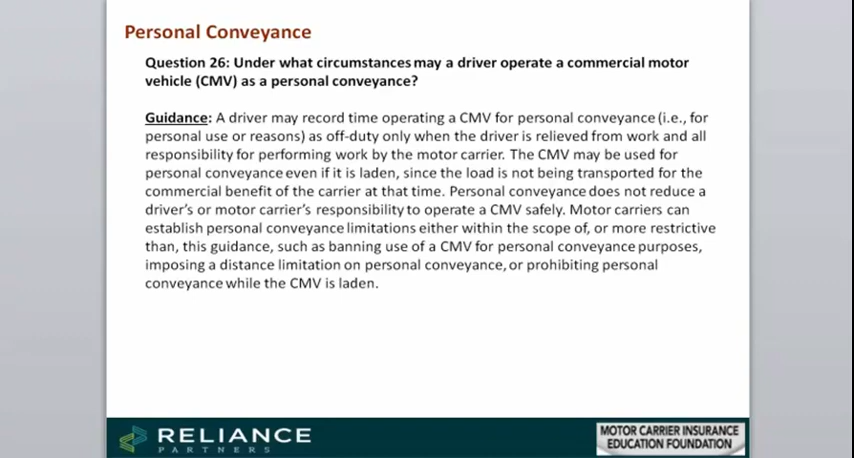 Personal Conveyance
Question 26: Under what circumstances may a driver operate a commercial motor
vehicle (CMV) as a personal conveyance?
Guidance: A driver may record time operating a CMV for personal conveyance (i.e., for
personal use or reasons) as off-duty only when the driver is relieved from work and all
responsibility for performing work by the motor carrier. The CMV may be used for
personal conveyance even if it is laden, since the load is not being transported for the
commercial benefit of the carrier at that time. Personal conveyance does not reduce a
driver's or motor carrier's responsibility to operate a CMV safely. Motor carriers can
establish personal conveyance limitations either within the scope of, or more restrictive
than, this guidance, such as banning use of a CMV for personal conveyance purposes,
imposing a distance limitation on personal conveyance, or prohibiting personal
conveyance while the CMV is laden.
RELIANCE
PARTNERS
MOTOR CARRIER INSURANCE
EDUCATION FOUNDATION